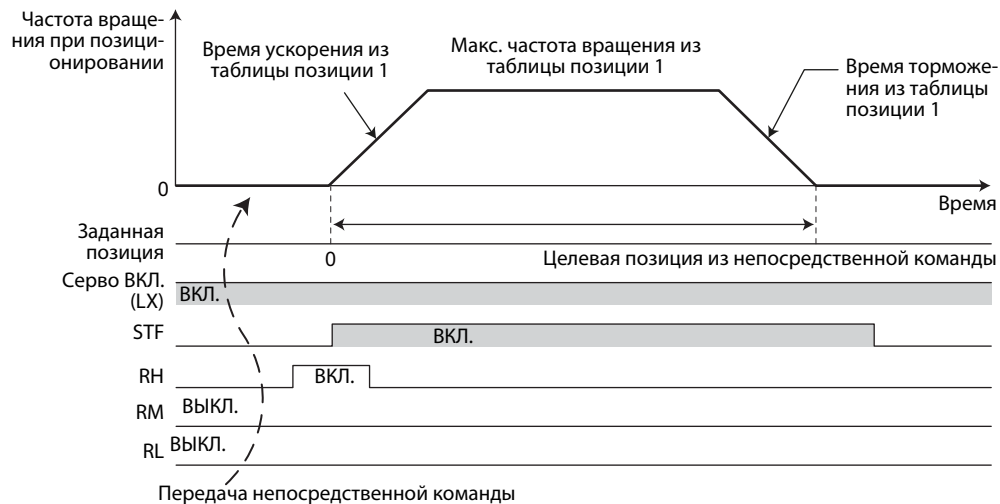 Частота враще-
ния при позици-
онировании
Время ускорения из
таблицы позиции 1
Макс. частота вращения из
таблицы позиции 1
Время торможе-
ния из таблицы
позиции 1
0
Время
Заданная
позиция
0
Целевая позиция из непосредственной команды
Серво ВКЛ.
(LX)
ВКЛ.
STF
ВКЛ.
RH
ВКЛ.
RM
ВЫКЛ.
RL
ВЫКЛ.
Передача непосредственной команды